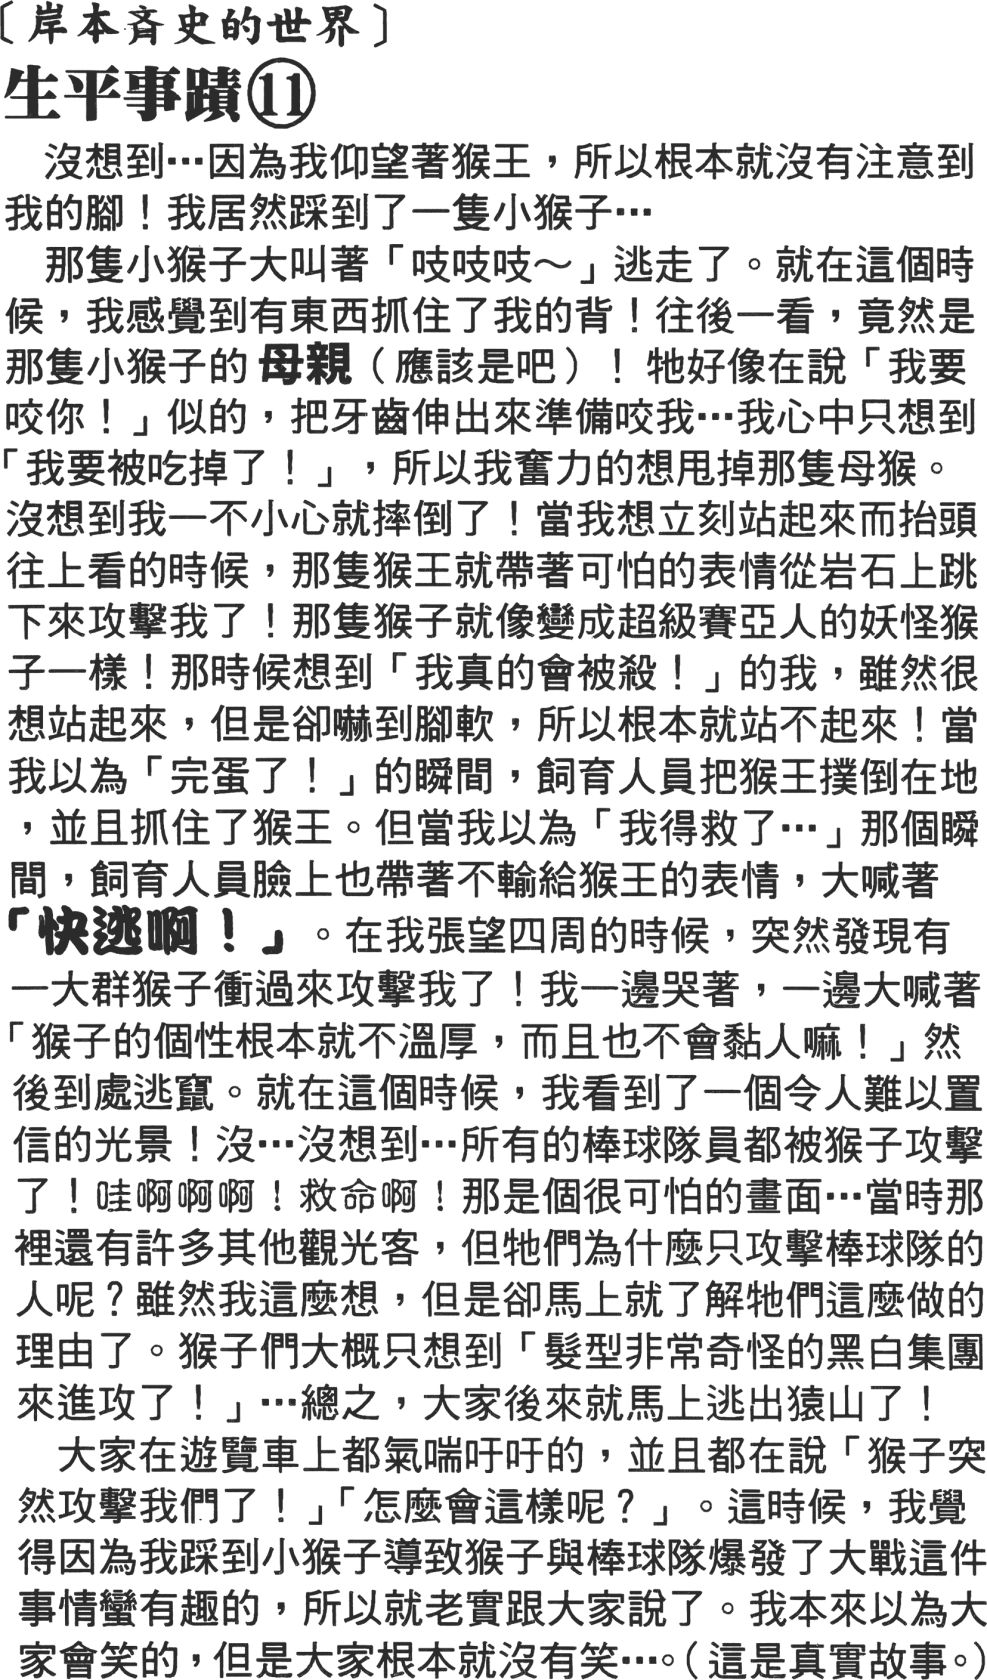 〔岸本斉史的世界〕
生平事蹟⑪
沒想到…因為我仰望著猴王，所以根本就沒有注意到
我的腳！我居然踩到了一隻小猴子…
那隻小猴子大叫著「吱吱吱～」逃走了。就在這個時
候，我感覺到有東西抓住了我的背！往後一看，竟然是
那隻小猴子的母親（應該是吧）！牠好像在說「我要
咬你！」似的，把牙齒伸出來準備咬我…我心中只想到
「我要被吃掉了！」，所以我奮力的想甩掉那隻母猴。
沒想到我一不小心就摔倒了！當我想立刻站起來而抬頭
往上看的時候，那隻猴王就帶著可怕的表情從岩石上跳
下來攻擊我了！那隻猴子就像變成超級賽亞人的妖怪猴
子一樣！那時候想到「我真的會被殺！」的我，雖然很
想站起來，但是卻嚇到腳軟，所以根本就站不起來！當
我以為「完蛋了！」的瞬間，飼育人員把猴王撲倒在地
，並且抓住了猴王。但當我以為「我得救了…」那個瞬
間，飼育人員臉上也帶著不輸給猴王的表情，大喊著
「快逃啊！」。在我張望四周的時候，突然發現有
一大群猴子衝過來攻擊我了！我一邊哭著，一邊大喊著
「猴子的個性根本就不溫厚，而且也不會黏人嘛！」然
後到處逃竄。就在這個時候，我看到了一個令人難以置
信的光景！沒…沒想到…所有的棒球隊員都被猴子攻擊
了！哇啊啊啊！救命啊！那是個很可怕的畫面…當時那
裡還有許多其他觀光客，但牠們為什麼只攻擊棒球隊的
人呢？雖然我這麼想，但是卻馬上就了解牠們這麼做的
理由了。猴子們大概只想到「髮型非常奇怪的黑白集團
來進攻了！」…總之，大家後來就馬上逃出猿山了！
大家在遊覽車上都氣喘吁吁的，並且都在說「猴子突
然攻擊我們了！」「怎麼會這樣呢？」。這時候，我覺
得因為我踩到小猴子導致猴子與棒球隊爆發了大戰這件
事情蠻有趣的，所以就老實跟大家說了。我本來以為大
家會笑的，但是大家根本就沒有笑…。（這是真實故事。）